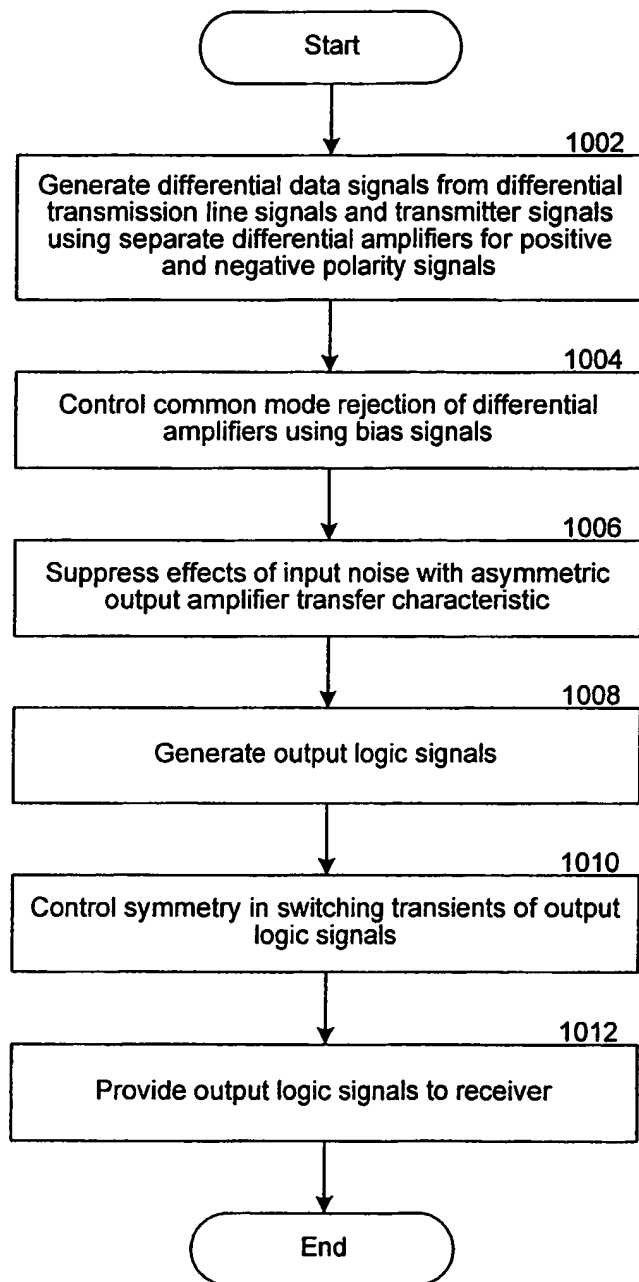 Start
1002
Generate differential data signals from differential
transmission line signals and transmitter signals
using separate differential amplifiers for positive
and negative polarity signals
1004
Control common mode rejection of differential
amplifiers using bias signals
1006
Suppress effects of input noise with asymmetric
output amplifier transfer characteristic
1008
Generate output logic signals
1010
Control symmetry in switching transients of output
logic signals
1012
Provide output logic signals to receiver
End